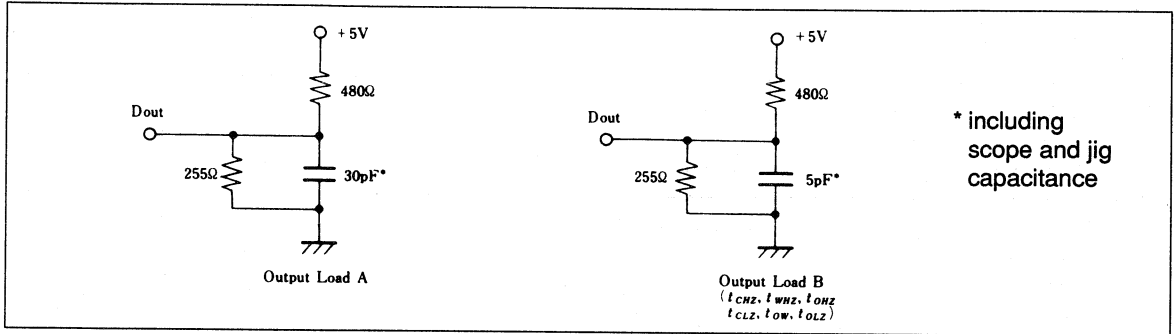 +5V
480Ω
Dout
255Ω
30pF*
Output Load A
+5V
480Ω
Dout
255Ω
5pF*
Output Load B
(tCHZ, tWHZ, tOHZ
tCLZ, tOW, tOLZ)
* including
scope and jig
capacitance